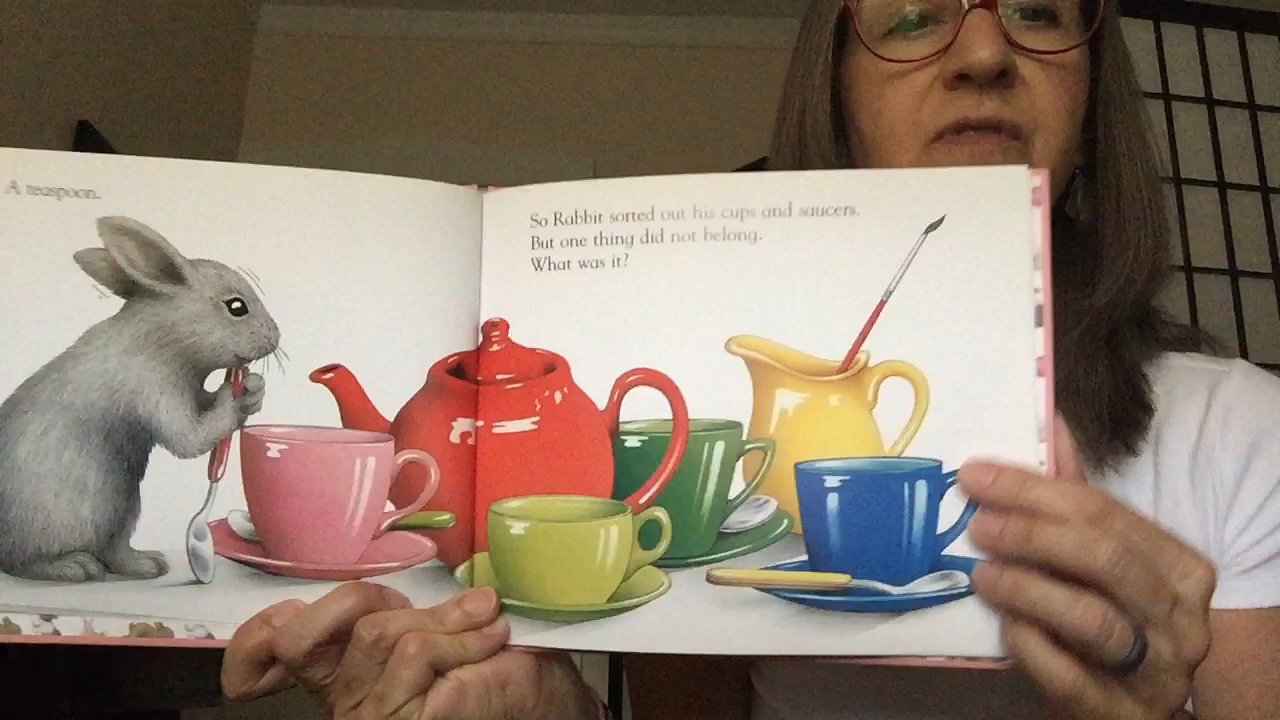 A teaspoon.
So Rabbit sorted out his cups and saucers.
But one thing did not belong.
What was it?